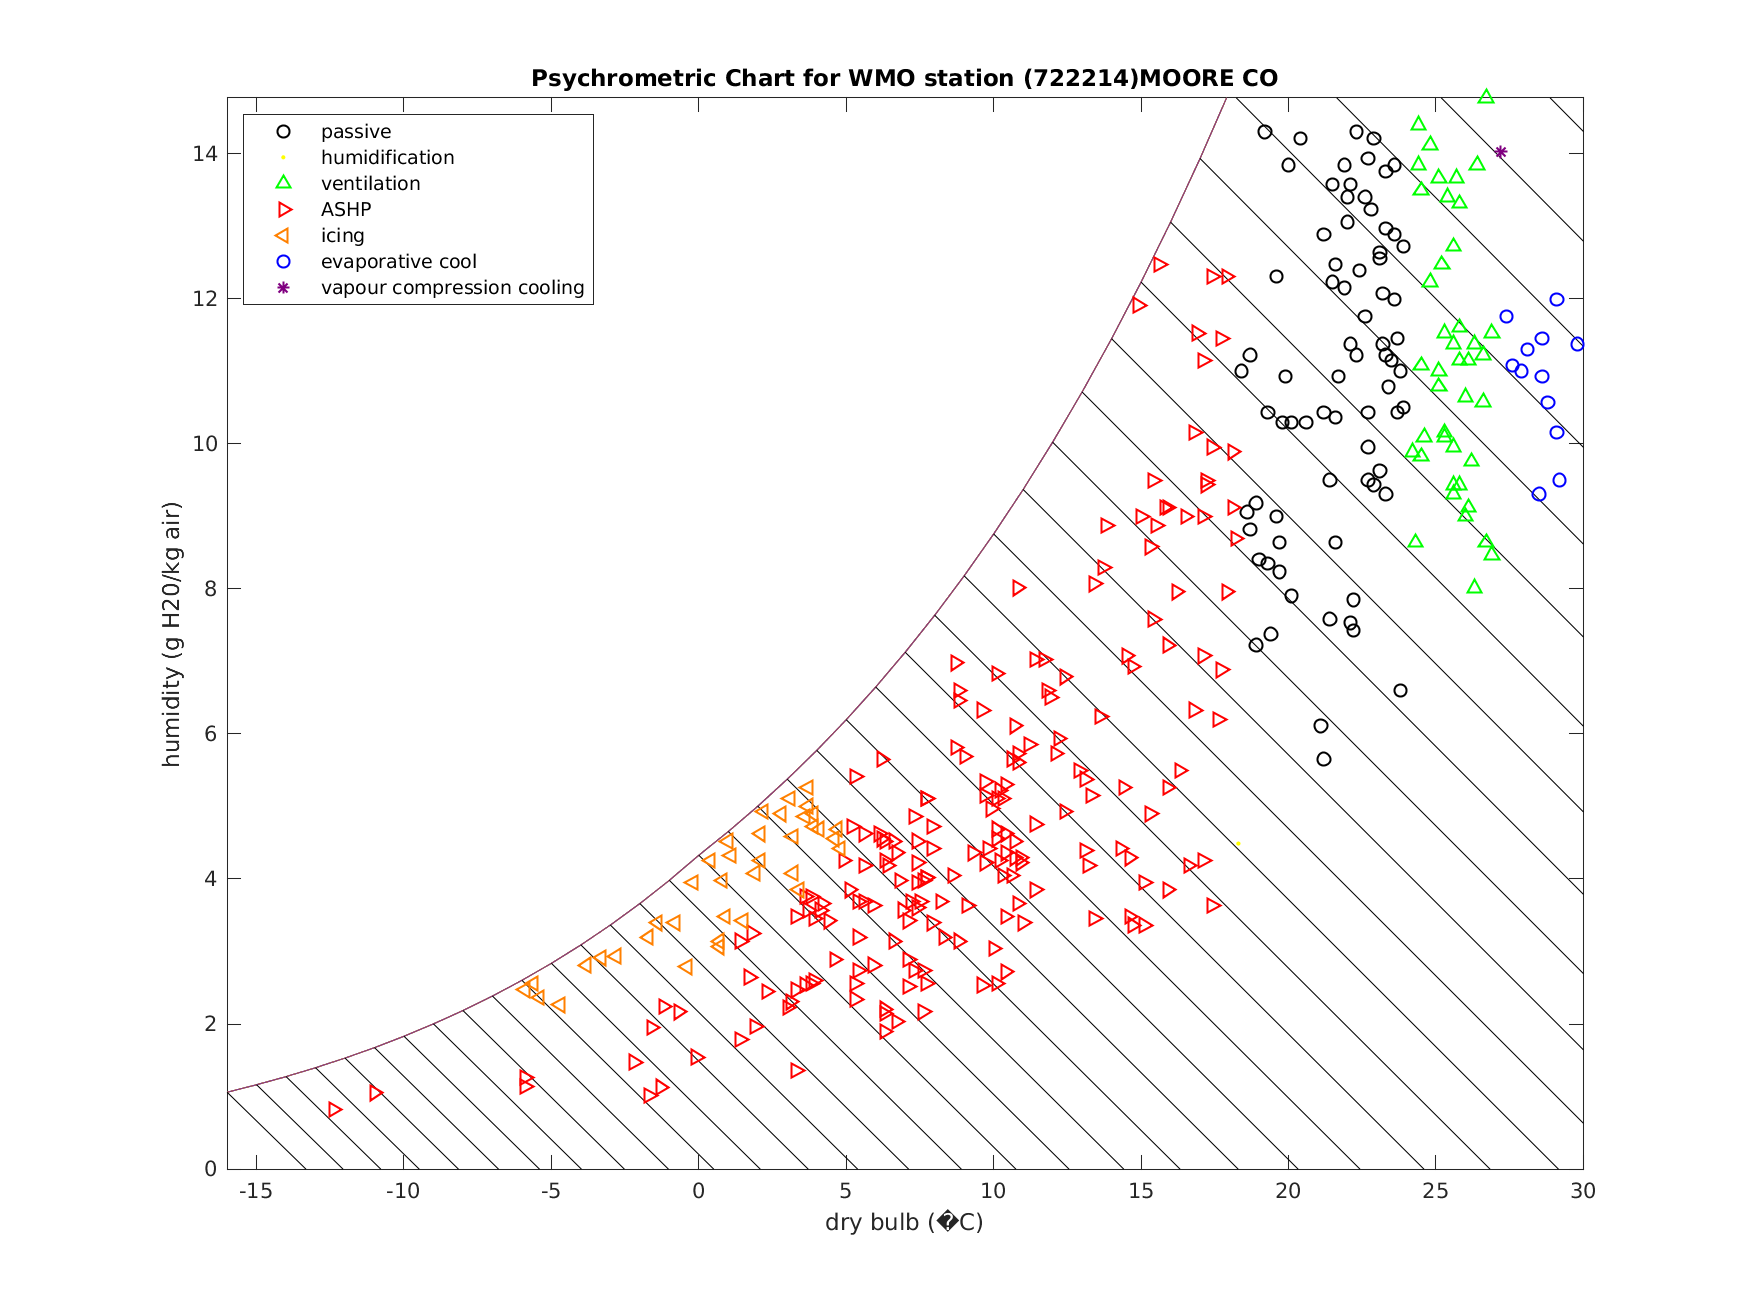 Psychrometric Chart for WMO station (722214)MOORE CO
passive
humidification
ventilation
ASHP
icing
evaporative cool
vapour compression cooling
humidity (g H20/kg air)
14
12
10
8
6
4
2
0
-15 -10 -5 0 5 10 15 20 25 30
dry bulb (�C)